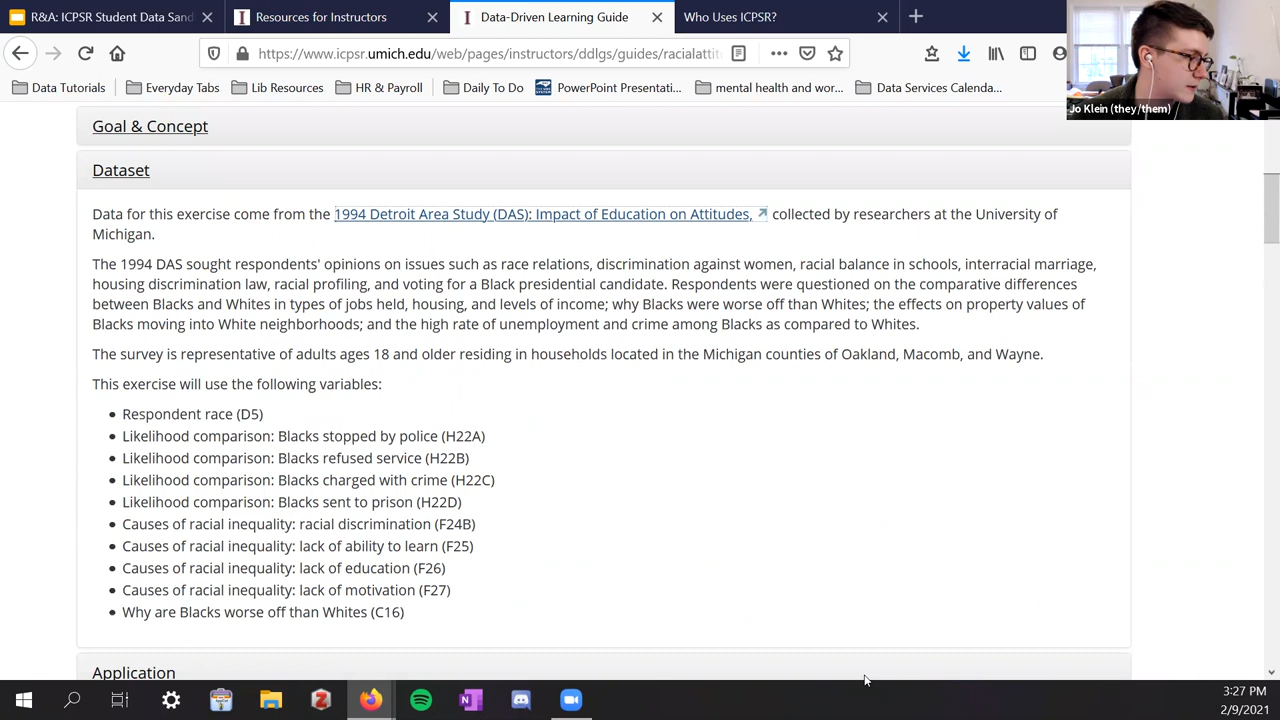 R&A: ICPSR Student Data Sand
Resources for Instructors
Data-Driven Learning Guide
Who Uses ICPSR?
https://www.icpsr.umich.edu/web/pages/instructors/ddlgs/guides/racialattit
Data Tutorials
Everyday Tabs
Lib Resources
HR & Payroll
Daily To Do
PowerPoint Presentati...
mental health and wor...
Data Services Calenda...
Jo Klein (they/them)
Goal & Concept
Dataset
Data for this exercise come from the 1994 Detroit Area Study (DAS): Impact of Education on Attitudes, collected by researchers at the University of
Michigan.
The 1994 DAS sought respondents' opinions on issues such as race relations, discrimination against women, racial balance in schools, interracial marriage,
housing discrimination law, racial profiling, and voting for a Black presidential candidate. Respondents were questioned on the comparative differences
between Blacks and Whites in types of jobs held, housing, and levels of income; why Blacks were worse off than Whites; the effects on property values of
Blacks moving into White neighborhoods; and the high rate of unemployment and crime among Blacks as compared to Whites.
The survey is representative of adults ages 18 and older residing in households located in the Michigan counties of Oakland, Macomb, and Wayne.
This exercise will use the following variables:
• Respondent race (D5)
• Likelihood comparison: Blacks stopped by police (H22A)
• Likelihood comparison: Blacks refused service (H22B)
• Likelihood comparison: Blacks charged with crime (H22C)
• Likelihood comparison: Blacks sent to prison (H22D)
• Causes of racial inequality: racial discrimination (F24B)
• Causes of racial inequality: lack of ability to learn (F25)
• Causes of racial inequality: lack of education (F26)
• Causes of racial inequality: lack of motivation (F27)
• Why are Blacks worse off than Whites (C16)
Application
3:27 PM
2/9/2021